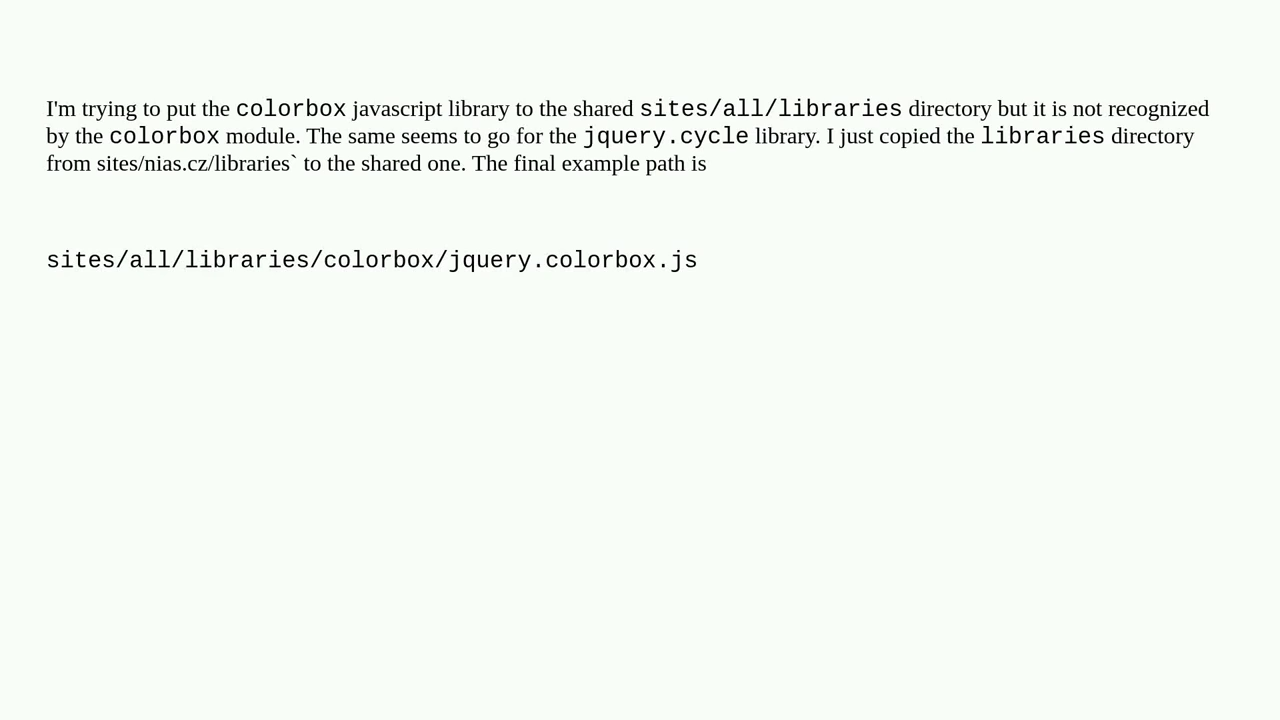 I'm trying to put the colorbox javascript library to the shared sites/all/libraries directory but it is not recognized
by the colorbox module. The same seems to go for the jquery.cycle library. I just copied the libraries directory
from sites/nias.cz/libraries` to the shared one. The final example path is
sites/all/libraries/colorbox/jquery.colorbox.js